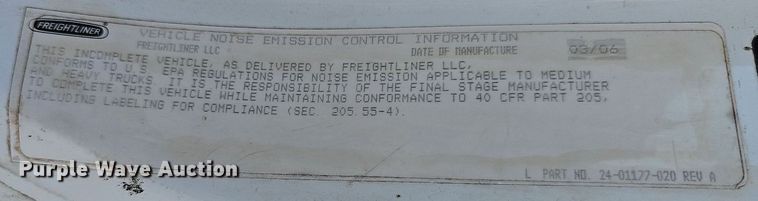 FREIGHTLINER
VEHICLE NOISE EMISSION CONTROL INFORMATION
FREIGHTLINER LLC DATE OF MANUFACTURE 03/06
THIS INCOMPLETE VEHICLE, AS DELIVERED BY FREIGHTLINER LLC,
CONFORMS TO U.S. EPA REGULATIONS FOR NOISE EMISSION APPLICABLE TO MEDIUM
AND HEAVY TRUCKS. IT IS THE RESPONSIBILITY OF THE FINAL STAGE MANUFACTURER
TO COMPLETE THIS VEHICLE WHILE MAINTAINING CONFORMANCE TO 40 CFR PART 205,
INCLUDING LABELING FOR COMPLIANCE (SEC. 205.55-4).
Purple Wave Auction
L PART NO. 24-01177-020 REV A